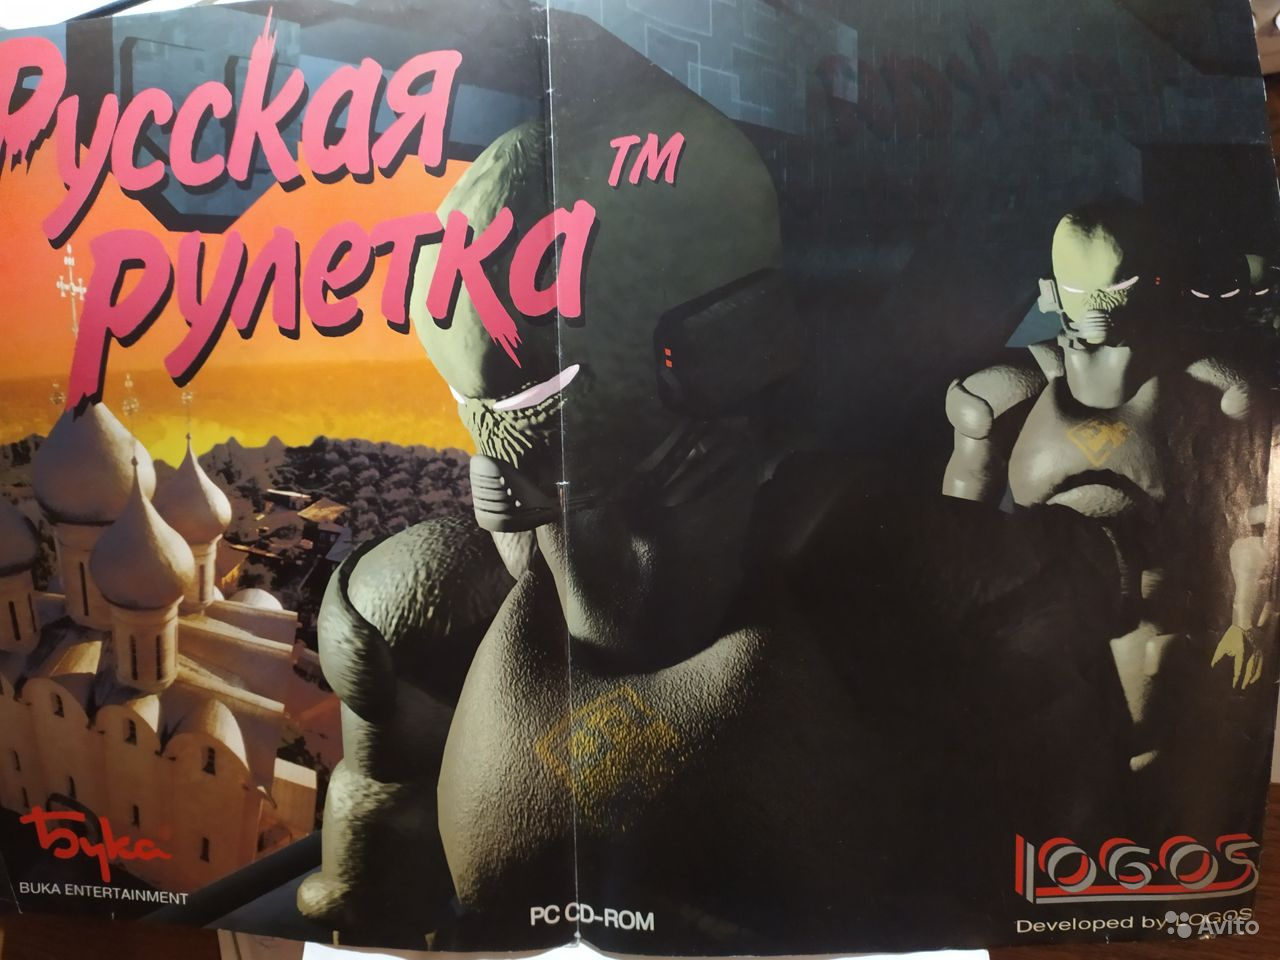 Русская
рулетка
TM
Бука
BUKA ENTERTAINMENT
PC CD-ROM
LOGOS
Developed by LOGOS
Avito